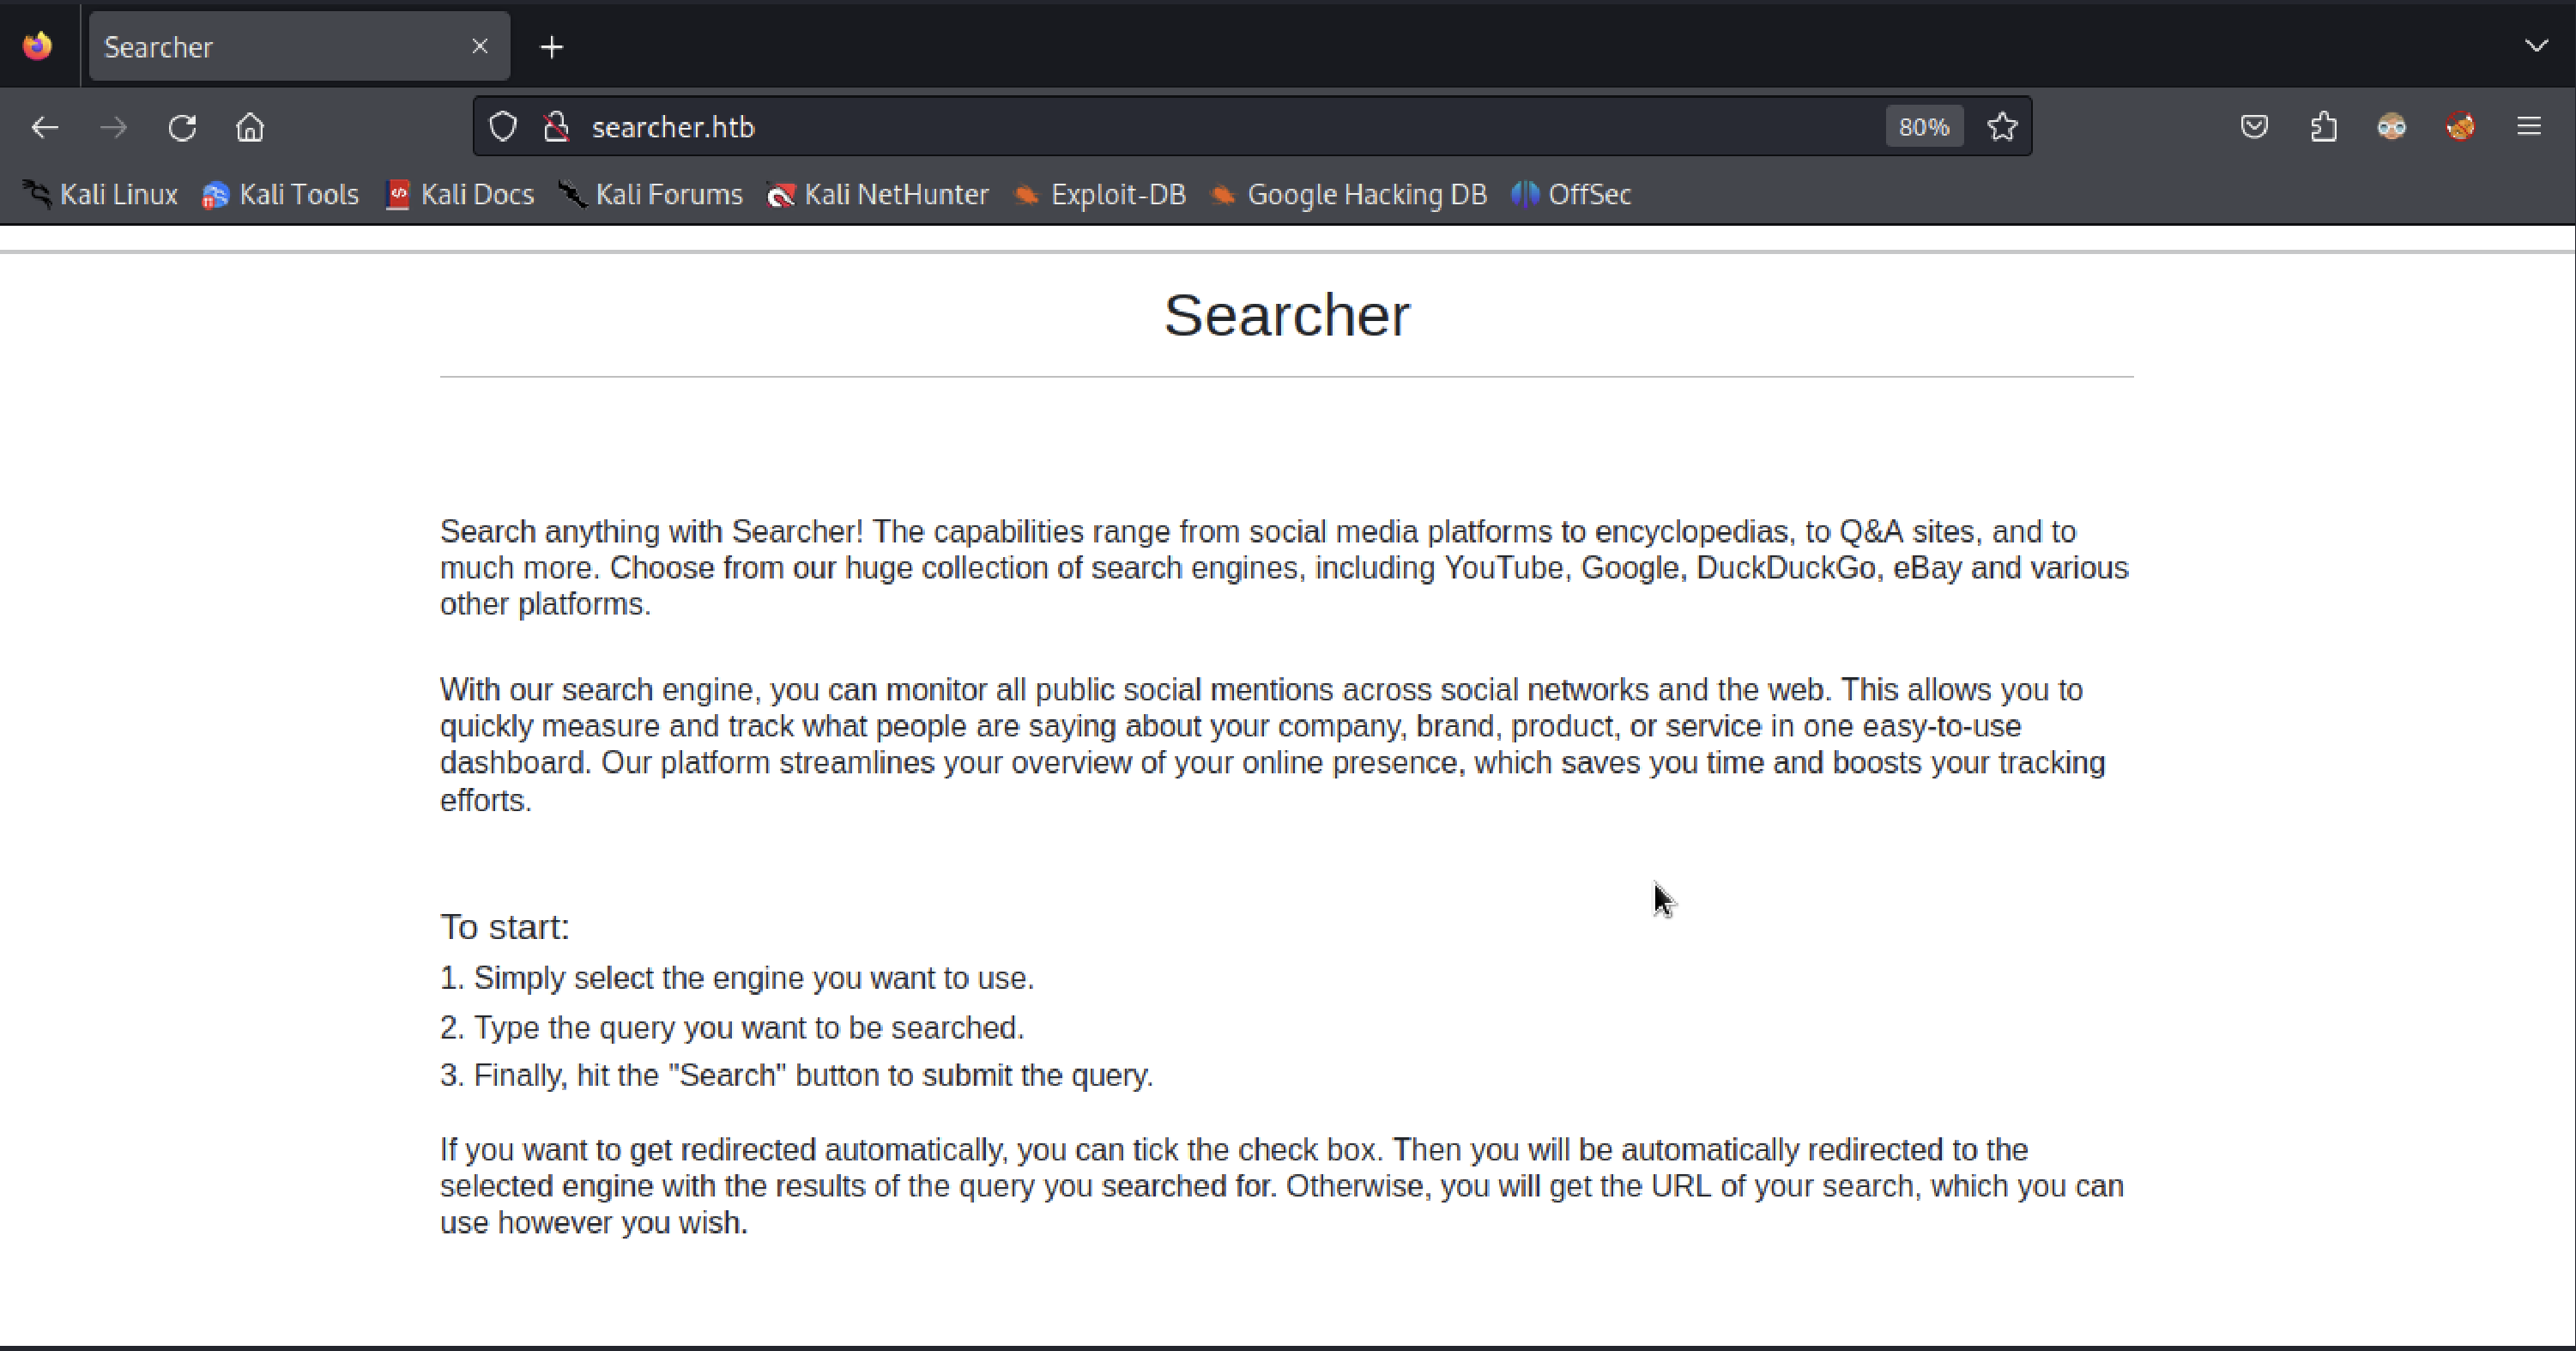 Searcher
searcher.htb
80%
Kali Linux Kali Tools Kali Docs Kali Forums Kali NetHunter Exploit-DB Google Hacking DB OffSec
Searcher
Search anything with Searcher! The capabilities range from social media platforms to encyclopedias, to Q&A sites, and to
much more. Choose from our huge collection of search engines, including YouTube, Google, DuckDuckGo, eBay and various
other platforms.
With our search engine, you can monitor all public social mentions across social networks and the web. This allows you to
quickly measure and track what people are saying about your company, brand, product, or service in one easy-to-use
dashboard. Our platform streamlines your overview of your online presence, which saves you time and boosts your tracking
efforts.
To start:
1. Simply select the engine you want to use.
2. Type the query you want to be searched.
3. Finally, hit the "Search" button to submit the query.
If you want to get redirected automatically, you can tick the check box. Then you will be automatically redirected to the
selected engine with the results of the query you searched for. Otherwise, you will get the URL of your search, which you can
use however you wish.